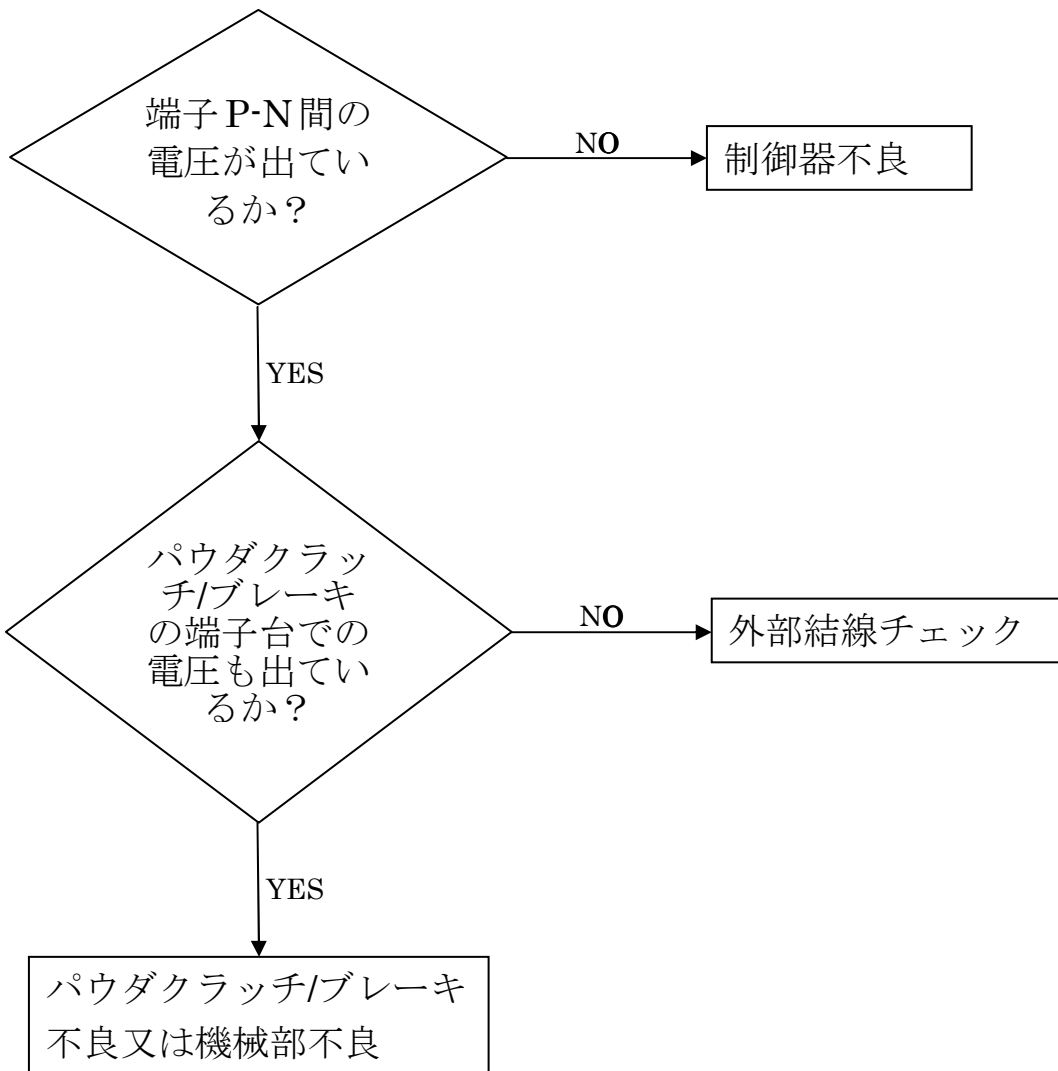 端子P-N間の
電圧が出てい
るか？
NO
制御器不良
YES
パウダクラッ
チ/ブレーキ
の端子台での
電圧も出てい
るか？
NO
外部結線チェック
YES
パウダクラッチ/ブレーキ
不良又は機械部不良